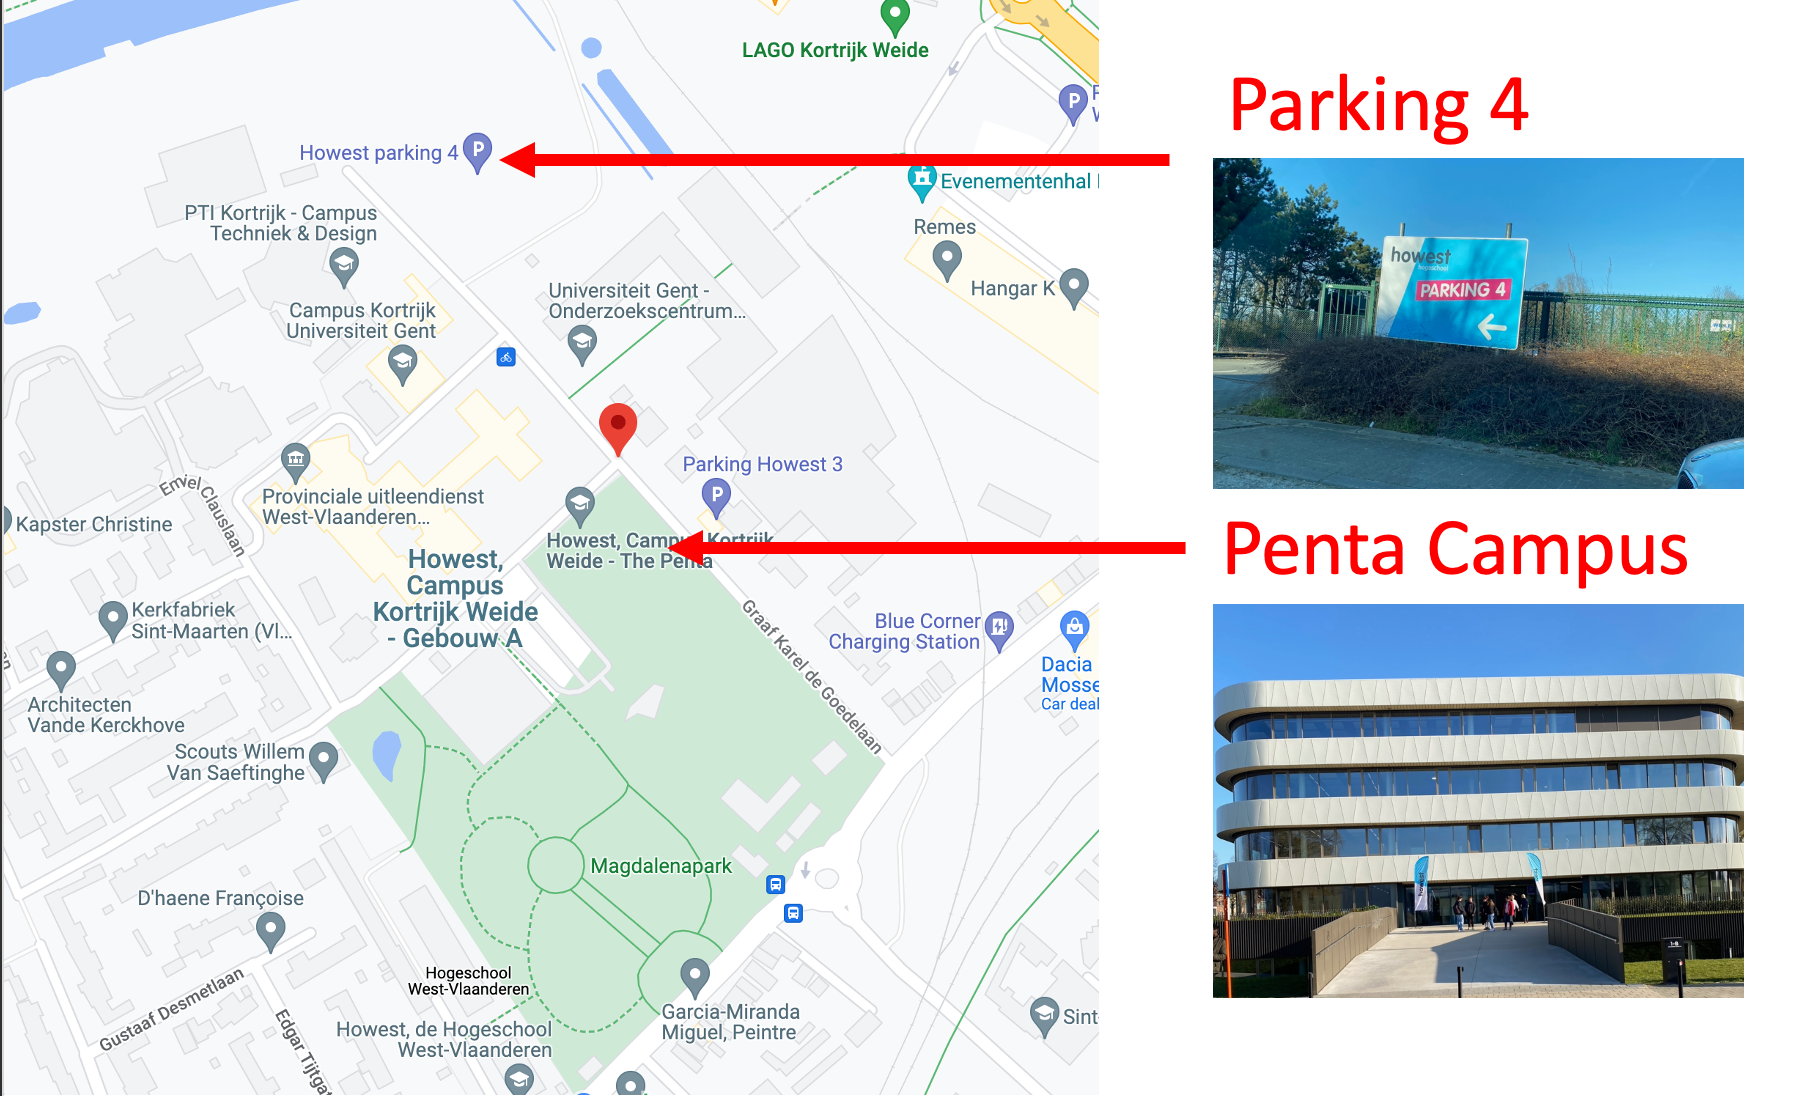 LAGO Kortrijk Weide
P
Howest parking 4
P
Evenementenhal
PTI Kortrijk - Campus
Techniek & Design
Remes
Hangar K
Universiteit Gent -
Onderzoekscentrum...
Campus Kortrijk
Universiteit Gent
Parking Howest 3
P
Emiel Clauslaan
Provinciale uitleendienst
West-Vlaanderen...
Kapster Christine
Howest, Campus Kortrijk
Weide - The Penta
Howest,
Campus
Kortrijk Weide
- Gebouw A
Graaf Karel de Goedelaan
Kerkfabriek
Sint-Maarten (Vl...
Blue Corner
Charging Station
Dacia
Mosse
Car deal
Architecten
Vande Kerckhove
Scouts Willem
Van Saeftinghe
Magdalenapark
D'haene Françoise
Hogeschool
West-Vlaanderen
Gustaaf Desmetlaan
Edgar Tijtgat
Garcia-Miranda
Miguel, Peintre
Sint-
Howest, de Hogeschool
West-Vlaanderen
Parking 4
howest
hogeschool
PARKING 4
Penta Campus
howest